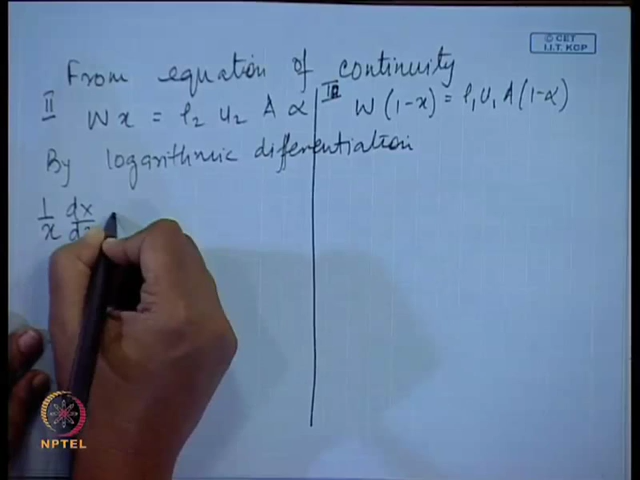 © CET
I.I.T. KGP
From equation of continuity
II Wx = ρ₂ u₂ A α
III W(1-x) = ρ₁ u₁ A(1-α)
By logarithmic differentiation
1/x dx/dz
NPTEL